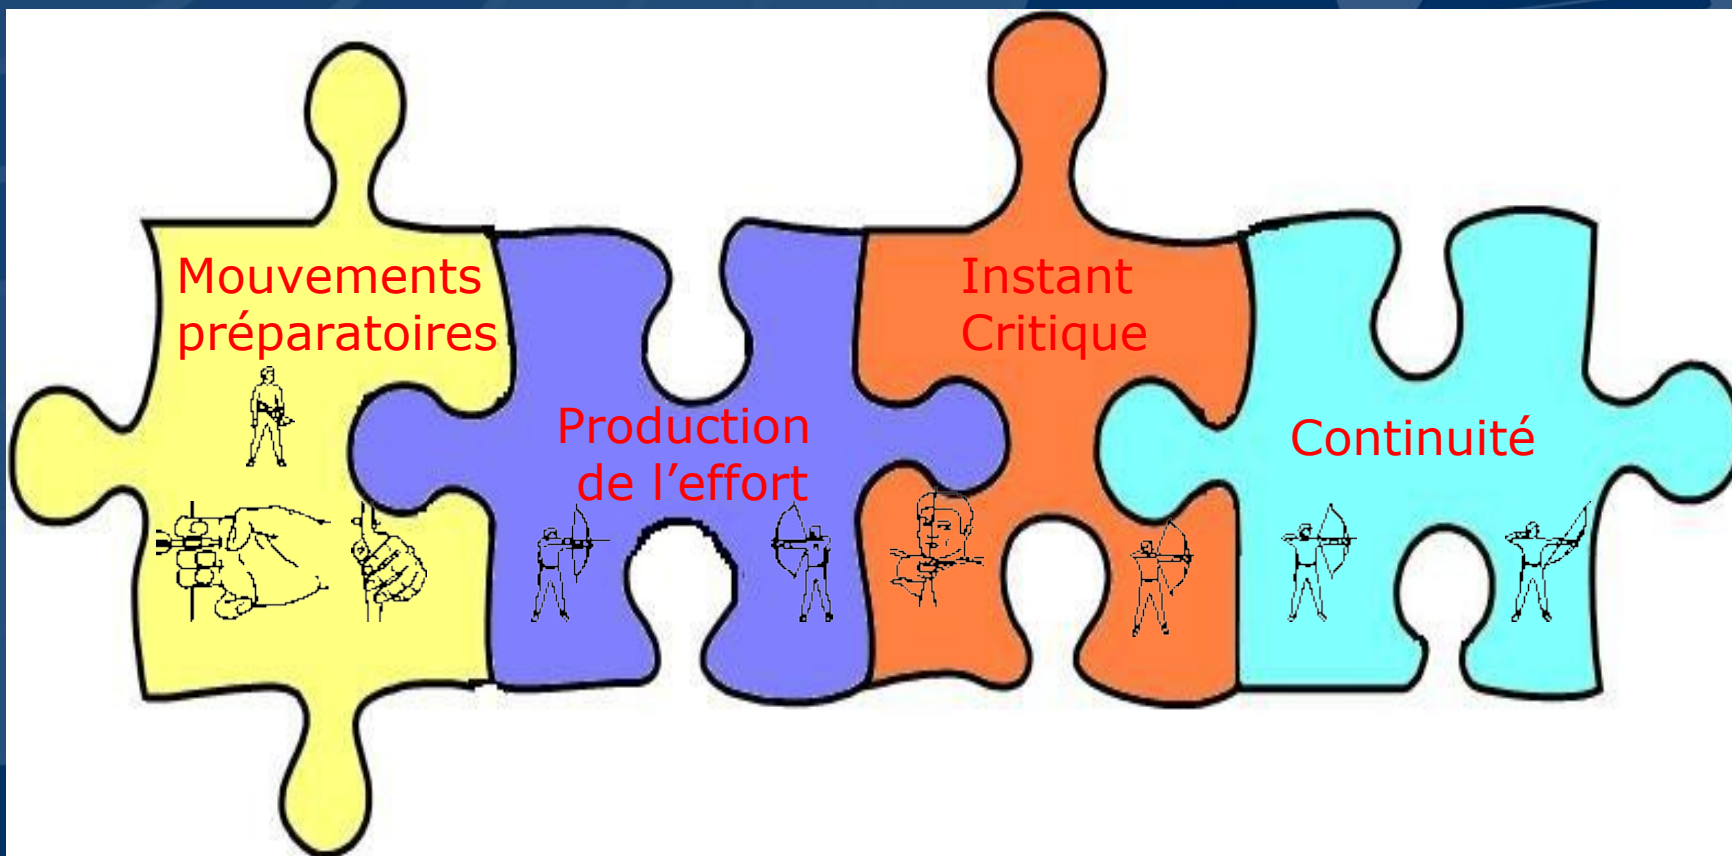 Mouvements
préparatoires
Production
de l’effort
Instant
Critique
Continuité